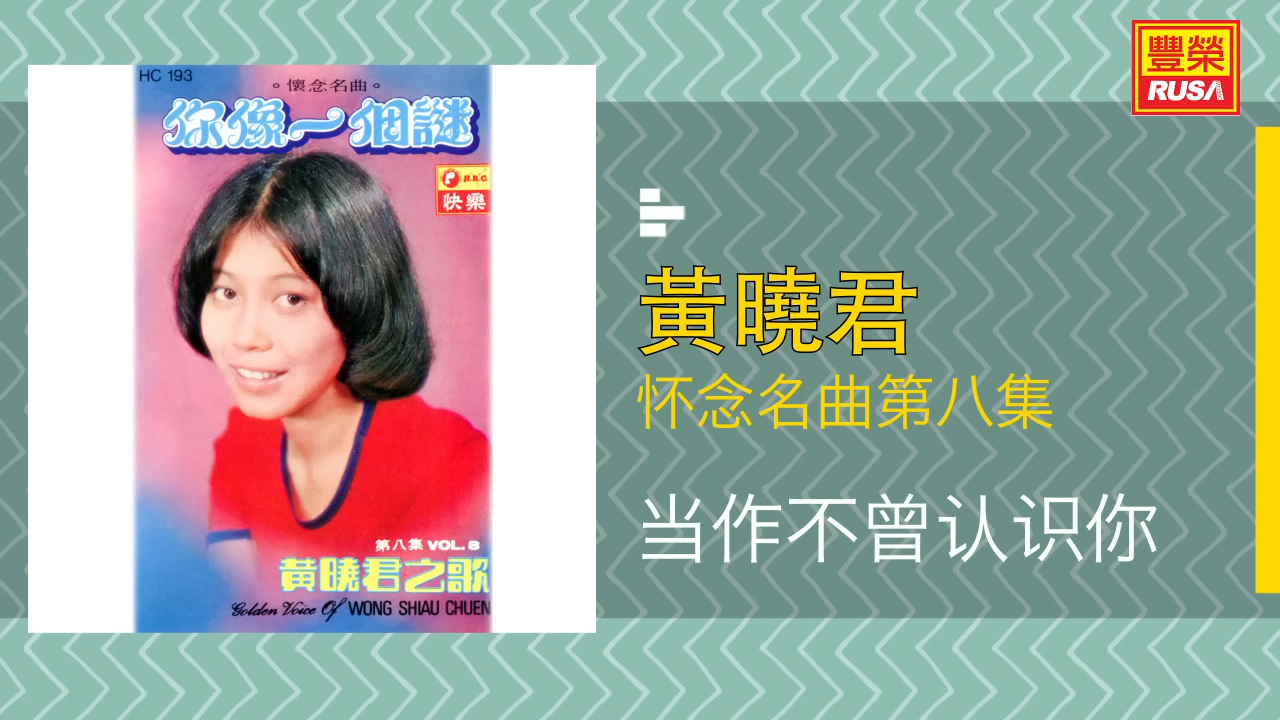 HC 193
。懷念名曲。
你像一個謎
H.R.C
快樂
第八集 VOL. 8
黃曉君之歌
Golden Voice Of WONG SHIAU CHUEN
豐榮
RUSA
黃曉君
怀念名曲第八集
当作不曾认识你